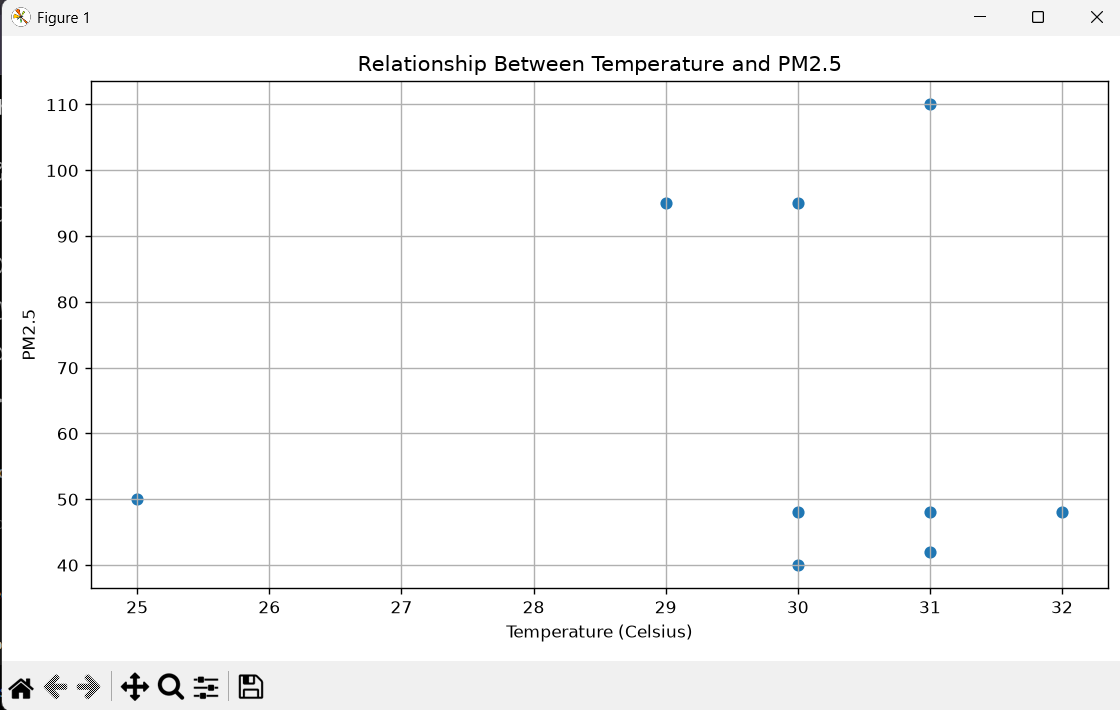 Figure 1
Relationship Between Temperature and PM2.5
110
100
90
80
70
60
50
40
PM2.5
25 26 27 28 29 30 31 32
Temperature (Celsius)